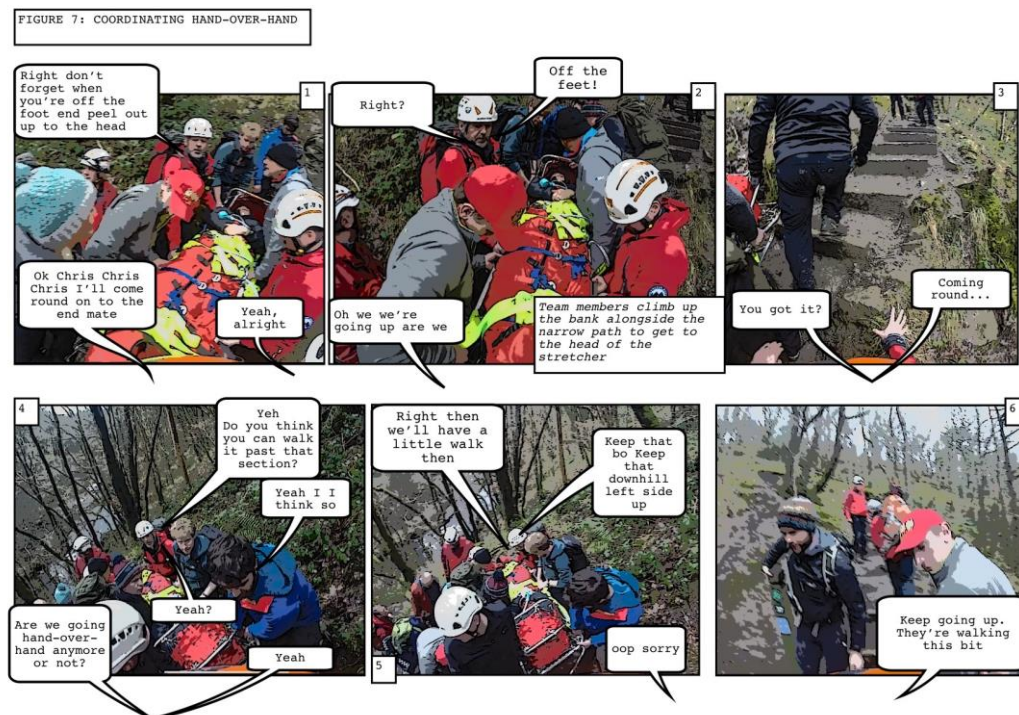 FIGURE 7: COORDINATING HAND-OVER-HAND
1
Right don't
forget when
you're off the
foot end peel out
up to the head
Ok Chris Chris
Chris I'll come
round on to the
end mate
Yeah,
alright
2
Right?
Off the
feet!
Oh we we're
going up are we
Team members climb up
the bank alongside the
narrow path to get to
the head of the
stretcher
3
You got it?
Coming
round...
4
Yeh
Do you think
you can walk
it past that
section?
Yeah I I
think so
Yeah?
Are we going
hand-over-
hand anymore
or not?
Yeah
5
Right then
we'll have a
little walk
then
Keep that
bo Keep
that
downhill
left side
up
oop sorry
6
Keep going up.
They're walking
this bit